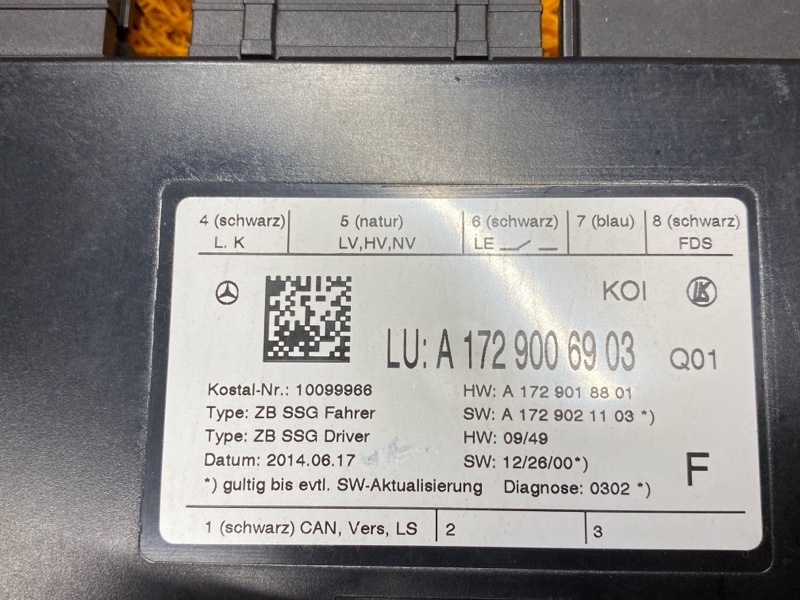 4 (schwarz) 5 (natur) 6 (schwarz) 7 (blau) 8 (schwarz)
L. K LV,HV,NV LE FDS
KOI LK
LU: A 172 900 69 03 Q01
Kostal-Nr.: 10099966 HW: A 172 901 88 01
Type: ZB SSG Fahrer SW: A 172 902 11 03 *)
Type: ZB SSG Driver HW: 09/49
Datum: 2014.06.17 SW: 12/26/00*) F
*) gultig bis evtl. SW-Aktualisierung Diagnose: 0302 *)
1 (schwarz) CAN, Vers, LS 2 3